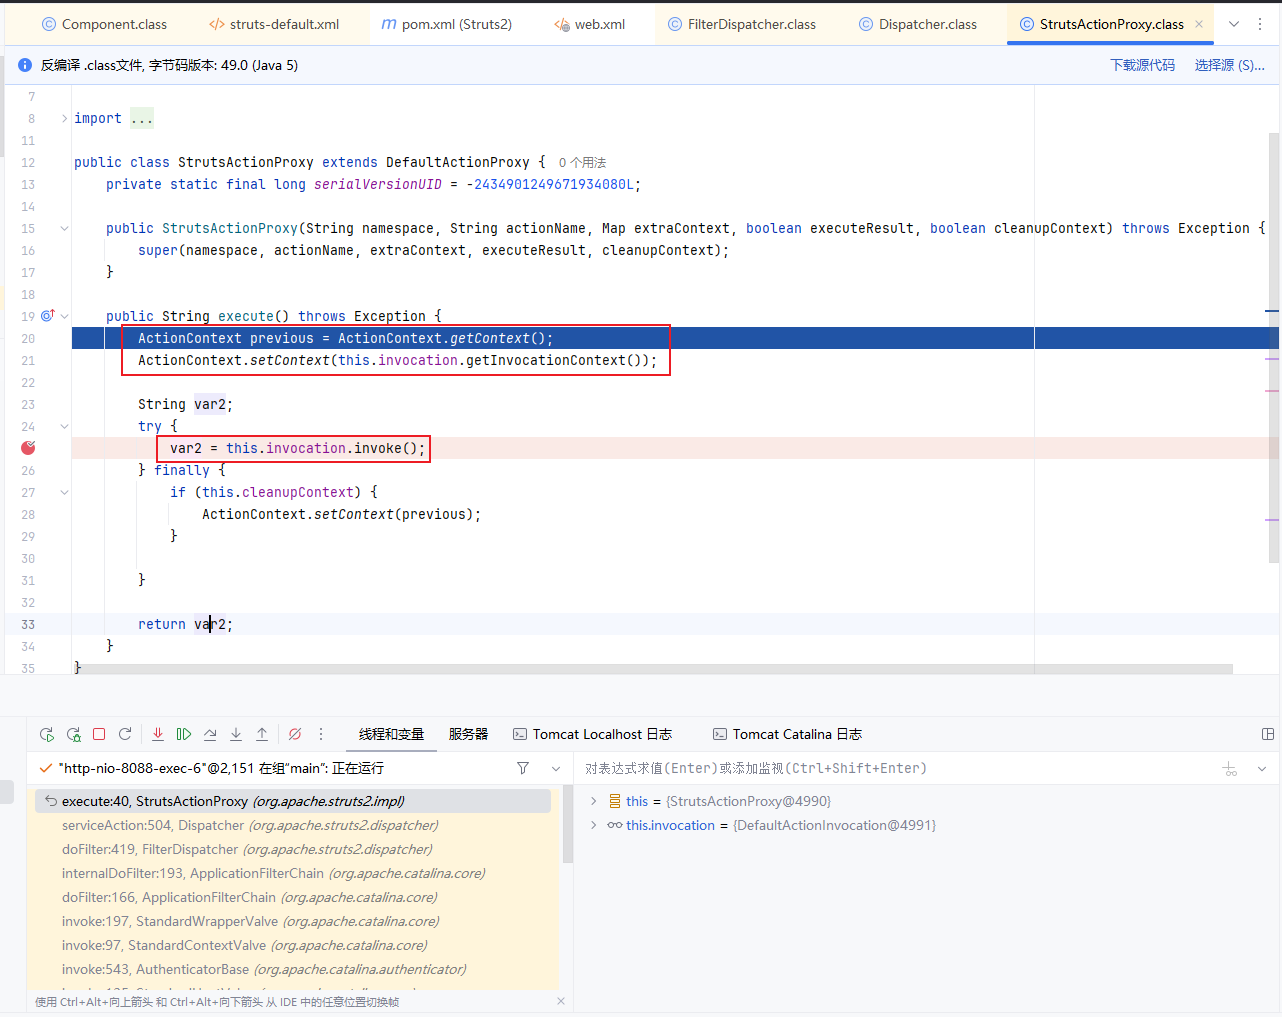 Component.class struts-default.xml pom.xml (Struts2) web.xml FilterDispatcher.class Dispatcher.class StrutsActionProxy.class
反编译 .class文件, 字节码版本: 49.0 (Java 5) 下载源代码 选择源 (S)...
7
8 import ...
11
12 public class StrutsActionProxy extends DefaultActionProxy { 0 个用法
13 private static final long serialVersionUID = -2434901249671934080L;
14
15 public StrutsActionProxy(String namespace, String actionName, Map extraContext, boolean executeResult, boolean cleanupContext) throws Exception {
16 super(namespace, actionName, extraContext, executeResult, cleanupContext);
17 }
18
19 public String execute() throws Exception {
20 ActionContext previous = ActionContext.getContext();
21 ActionContext.setContext(this.invocation.getInvocationContext());
22
23 String var2;
24 try {
var2 = this.invocation.invoke();
26 } finally {
27 if (this.cleanupContext) {
28 ActionContext.setContext(previous);
29 }
30
31 }
32
33 return var2;
34 }
35 }
线程和变量 服务器 Tomcat Localhost 日志 Tomcat Catalina 日志
"http-nio-8088-exec-6"@2,151 在组"main": 正在运行
对表达式求值(Enter)或添加监视(Ctrl+Shift+Enter)
execute:40, StrutsActionProxy (org.apache.struts2.impl)
serviceAction:504, Dispatcher (org.apache.struts2.dispatcher)
doFilter:419, FilterDispatcher (org.apache.struts2.dispatcher)
internalDoFilter:193, ApplicationFilterChain (org.apache.catalina.core)
doFilter:166, ApplicationFilterChain (org.apache.catalina.core)
invoke:197, StandardWrapperValve (org.apache.catalina.core)
invoke:97, StandardContextValve (org.apache.catalina.core)
invoke:543, AuthenticatorBase (org.apache.catalina.authenticator)
this = {StrutsActionProxy@4990}
this.invocation = {DefaultActionInvocation@4991}
使用 Ctrl+Alt+向上箭头 和 Ctrl+Alt+向下箭头 从 IDE 中的任意位置切换帧